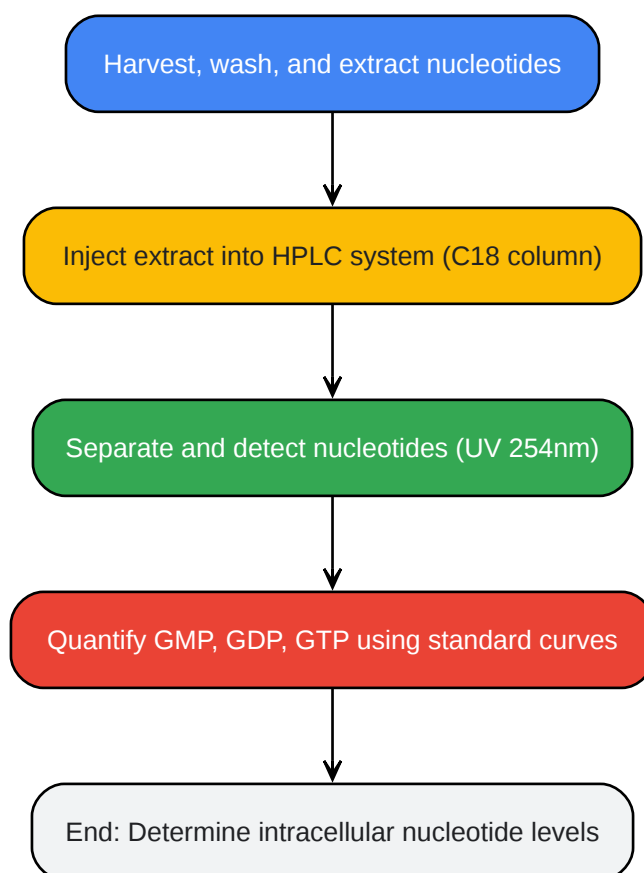 Harvest, wash, and extract nucleotides
Inject extract into HPLC system (C18 column)
Separate and detect nucleotides (UV 254nm)
Quantify GMP, GDP, GTP using standard curves
End: Determine intracellular nucleotide levels